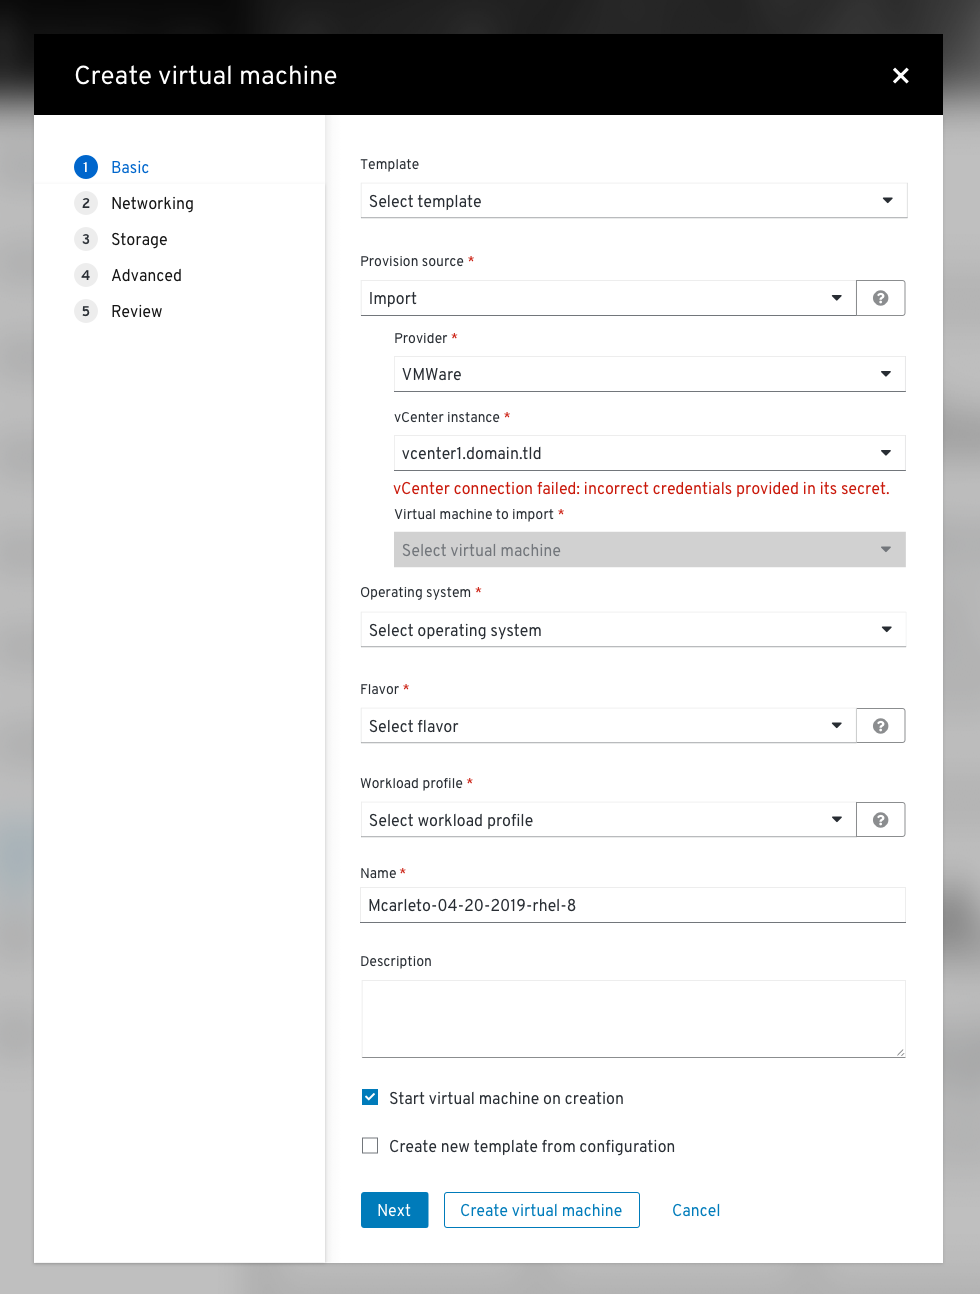 Create virtual machine
1 Basic
2 Networking
3 Storage
4 Advanced
5 Review
Template
Select template
Provision source *
Import
Provider *
VMWare
vCenter instance *
vcenter1.domain.tld
vCenter connection failed: incorrect credentials provided in its secret.
Virtual machine to import *
Select virtual machine
Operating system *
Select operating system
Flavor *
Select flavor
Workload profile *
Select workload profile
Name *
Mcarleto-04-20-2019-rhel-8
Description
Start virtual machine on creation
Create new template from configuration
Next Create virtual machine Cancel